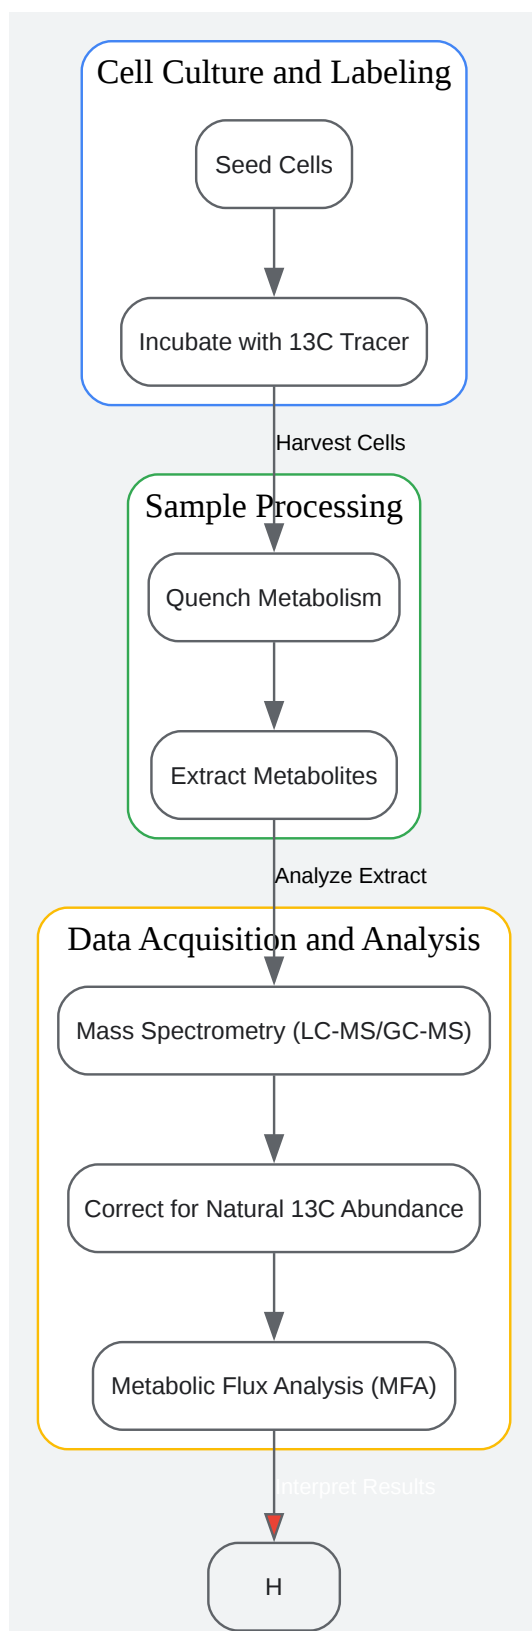 Cell Culture and Labeling
Seed Cells
Incubate with 13C Tracer
Harvest Cells
Sample Processing
Quench Metabolism
Extract Metabolites
Analyze Extract
Data Acquisition and Analysis
Mass Spectrometry (LC-MS/GC-MS)
Correct for Natural 13C Abundance
Metabolic Flux Analysis (MFA)
Interpret Results
H